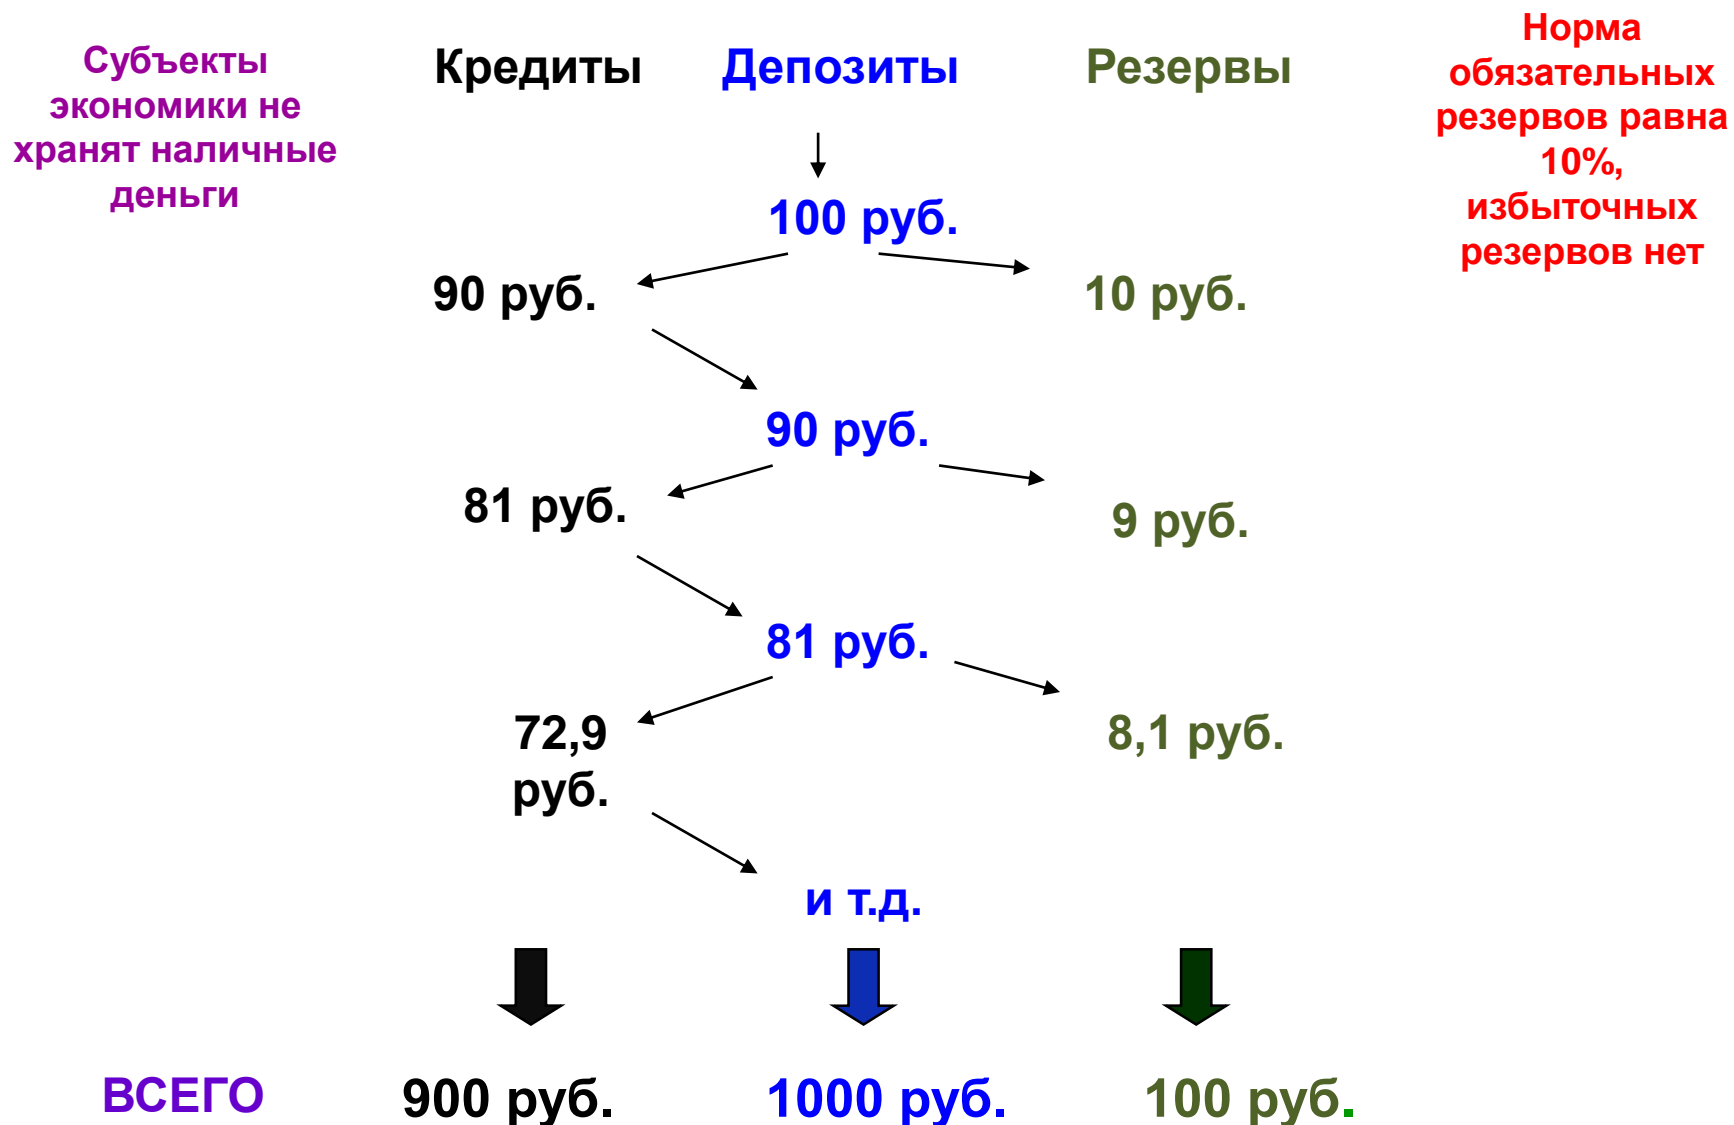 Субъекты
экономики не
хранят наличные
деньги
Кредиты
Депозиты
Резервы
Норма
обязательных
резервов равна
10%,
избыточных
резервов нет
100 руб.
90 руб.
10 руб.
90 руб.
81 руб.
9 руб.
81 руб.
72,9
руб.
8,1 руб.
и т.д.
ВСЕГО
900 руб.
1000 руб.
100 руб.